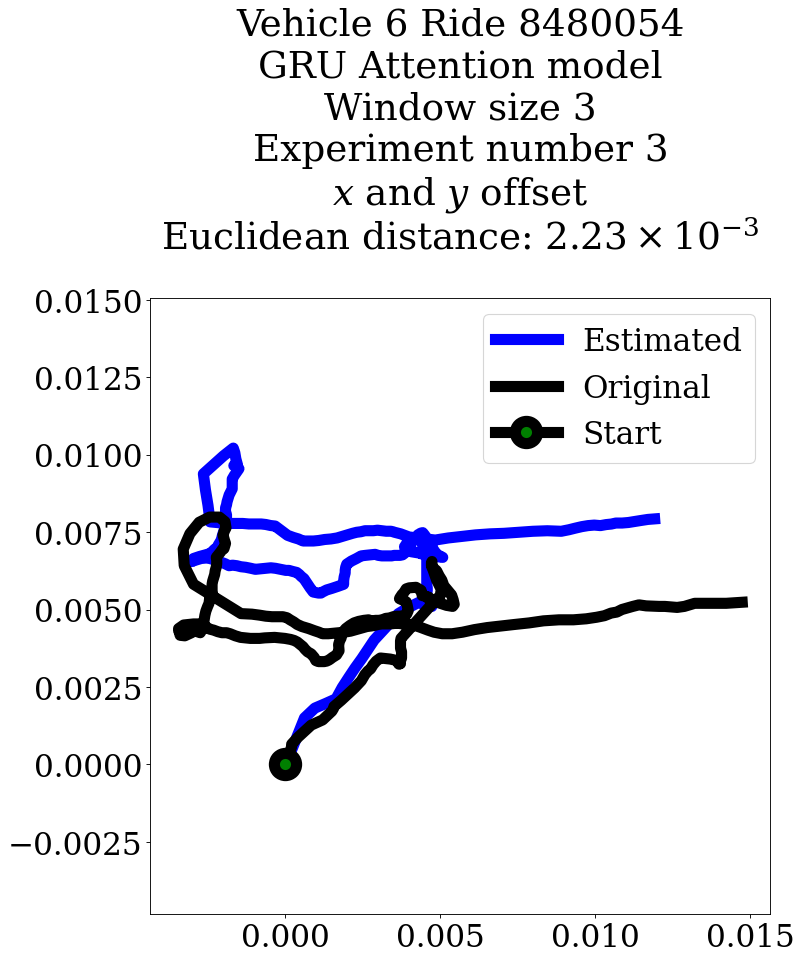 Vehicle 6 Ride 8480054
GRU Attention model
Window size 3
Experiment number 3
x and y offset
Euclidean distance: 2.23 × 10⁻³
0.0150
0.0125
0.0100
0.0075
0.0050
0.0025
0.0000
−0.0025
Estimated
Original
Start
0.000 0.005 0.010 0.015